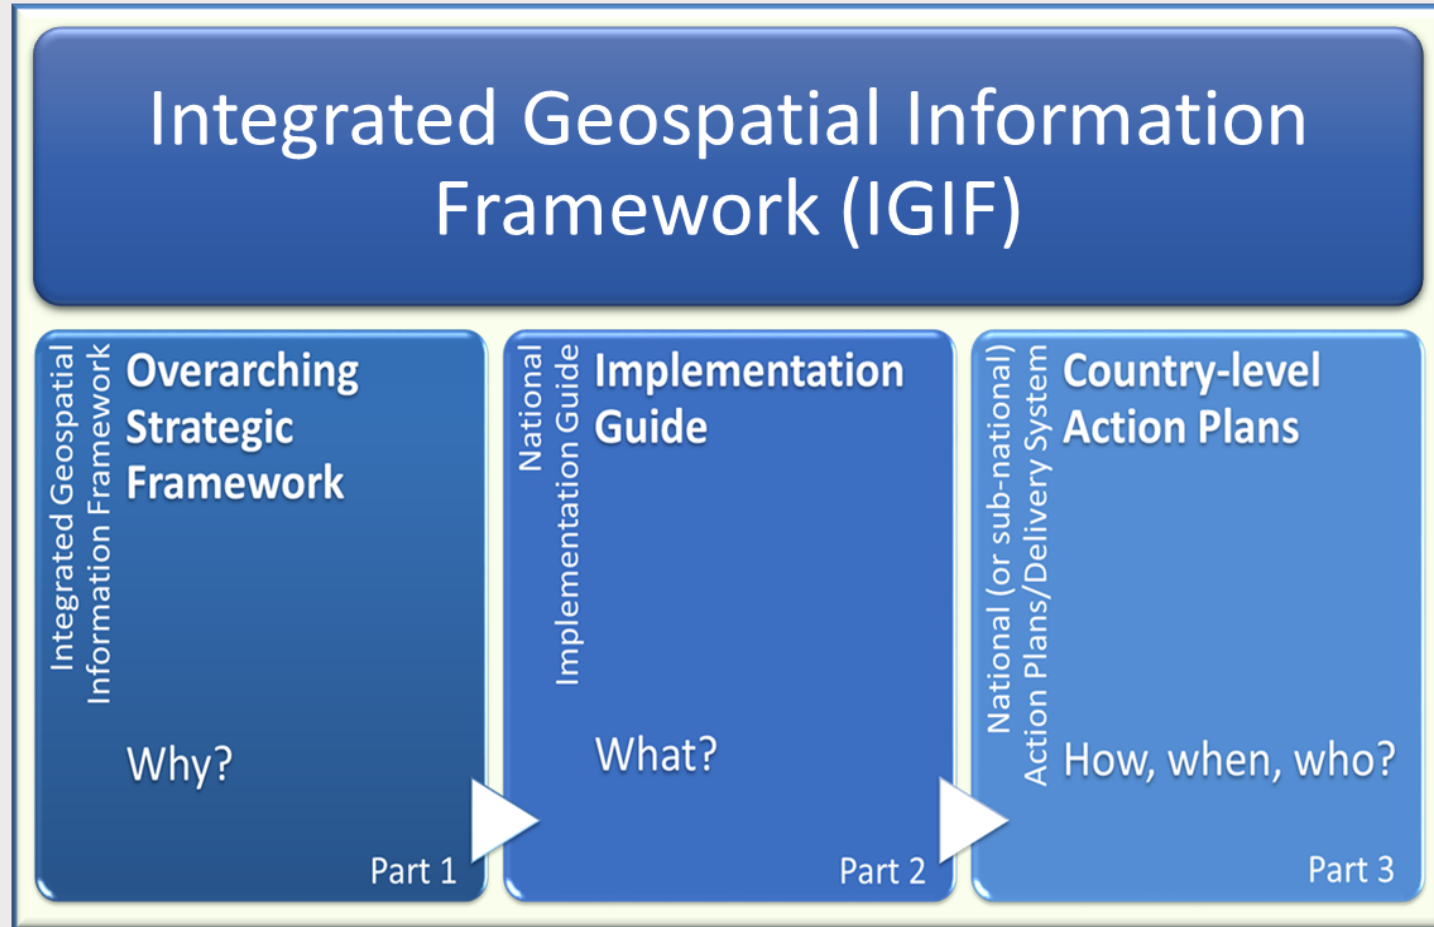 Integrated Geospatial Information
Framework (IGIF)
Integrated Geospatial
Information Framework
Overarching
Strategic
Framework
Why?
Part 1
National
Implementation Guide
Implementation
Guide
What?
Part 2
National (or sub-national)
Action Plans/Delivery System
Country-level
Action Plans
How, when, who?
Part 3